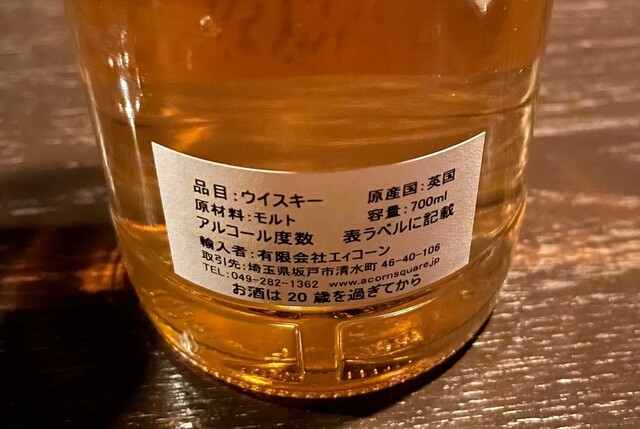 品目：ウイスキー　原産国：英国
原材料：モルト　容量：700ml
アルコール度数　表ラベルに記載
輸入者：有限会社エィコーン
取引先：埼玉県坂戸市清水町 46-40-106
TEL：049-282-1362 www.acornsquare.jp
お酒は 20 歳を過ぎてから